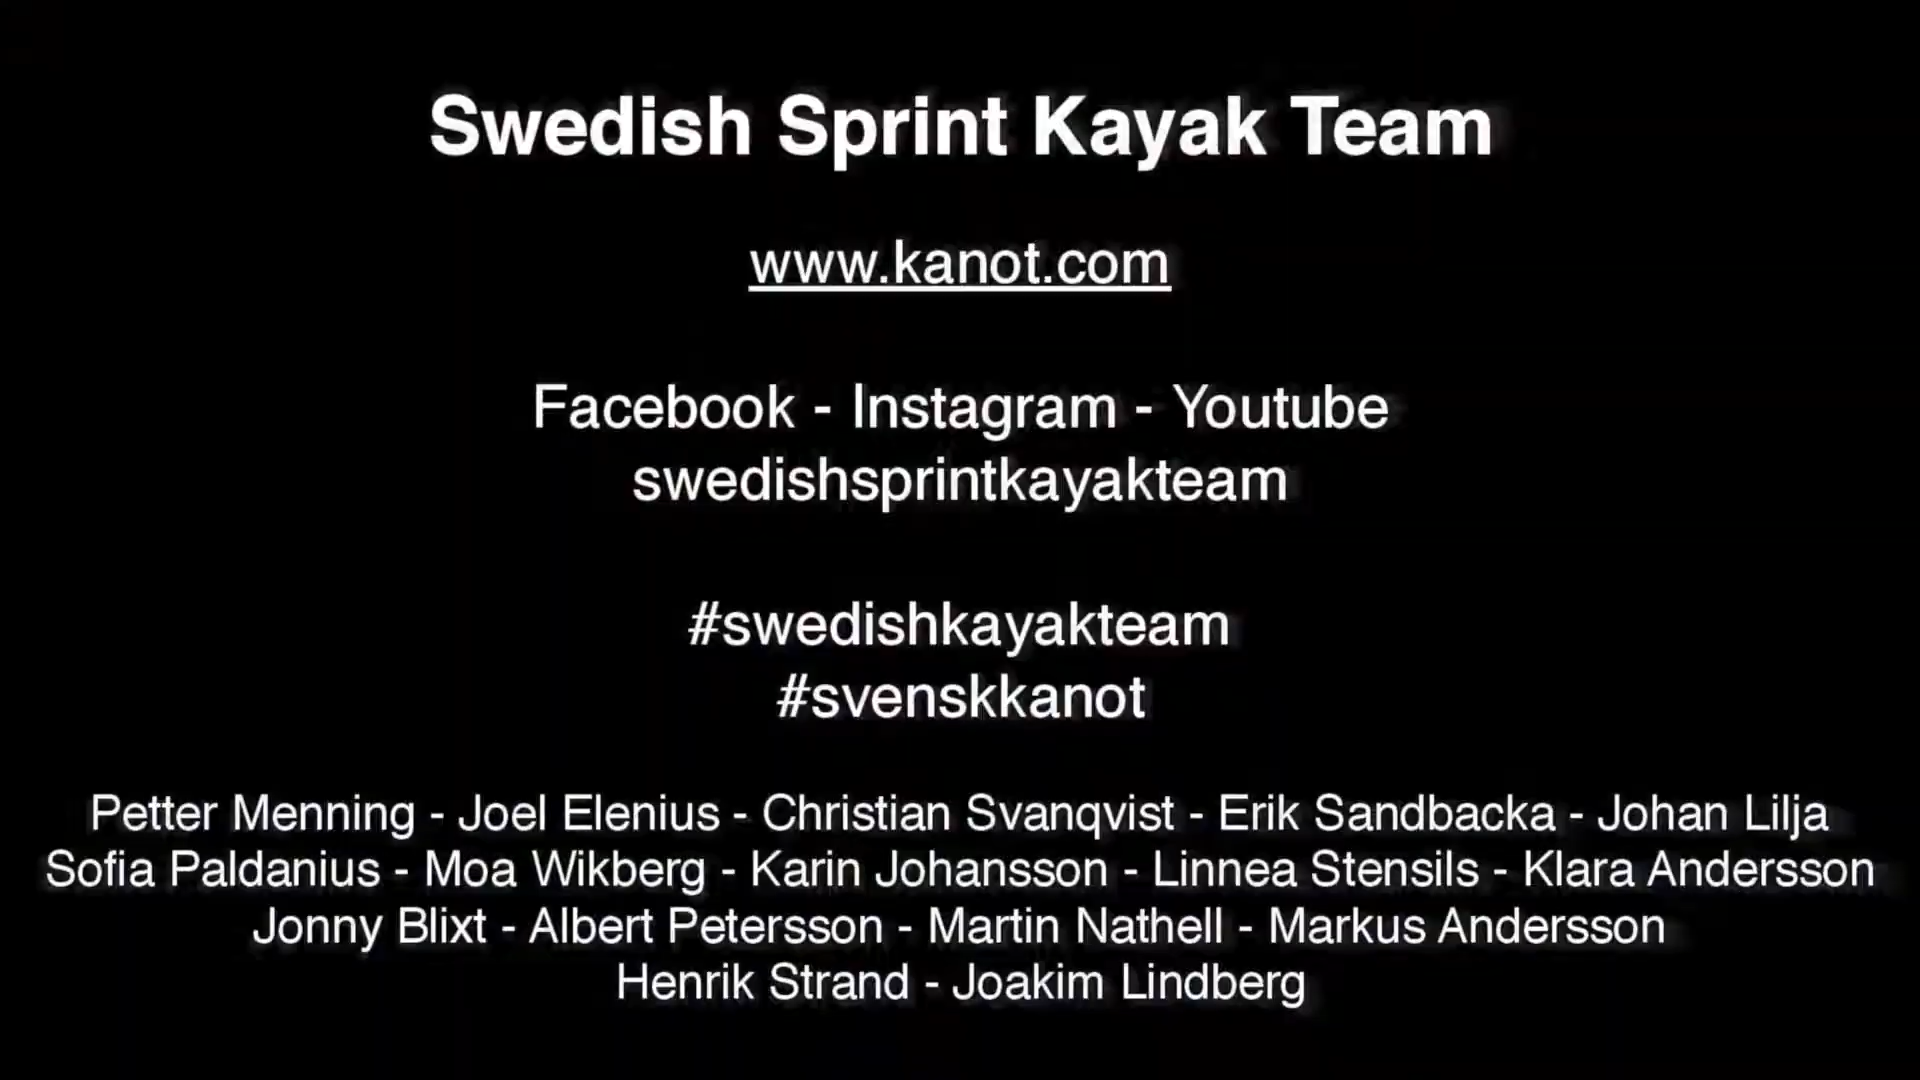 Swedish Sprint Kayak Team
www.kanot.com
Facebook - Instagram - Youtube
swedishsprintkayakteam
#swedishkayakteam
#svenskkanot
Petter Menning - Joel Elenius - Christian Svanqvist - Erik Sandbacka - Johan Lilja
Sofia Paldanius - Moa Wikberg - Karin Johansson - Linnea Stensils - Klara Andersson
Jonny Blixt - Albert Petersson - Martin Nathell - Markus Andersson
Henrik Strand - Joakim Lindberg